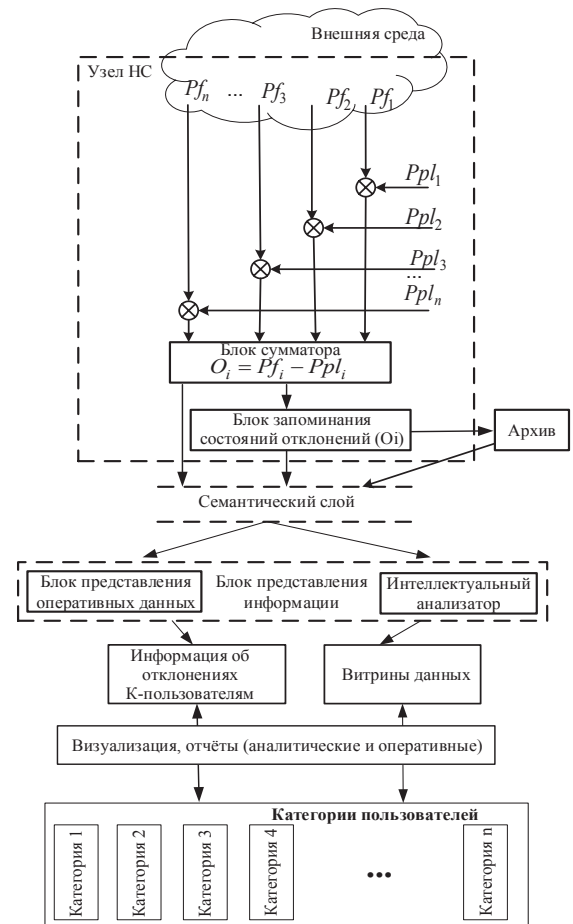 Внешняя среда
Узел НС
Pfn ... Pf3 Pf2 Pf1
Ppl1
Ppl2
Ppl3
...
Ppln
Блок сумматора
Oi = Pfi − Ppli
Блок запоминания
состояний отклонений (Oi)
Архив
Семантический слой
Блок представления
оперативных данных
Блок представления
информации
Интеллектуальный
анализатор
Информация об
отклонениях
К-пользователям
Витрины данных
Визуализация, отчёты (аналитические и оперативные)
Категории пользователей
Категория 1
Категория 2
Категория 3
Категория 4
...
Категория n